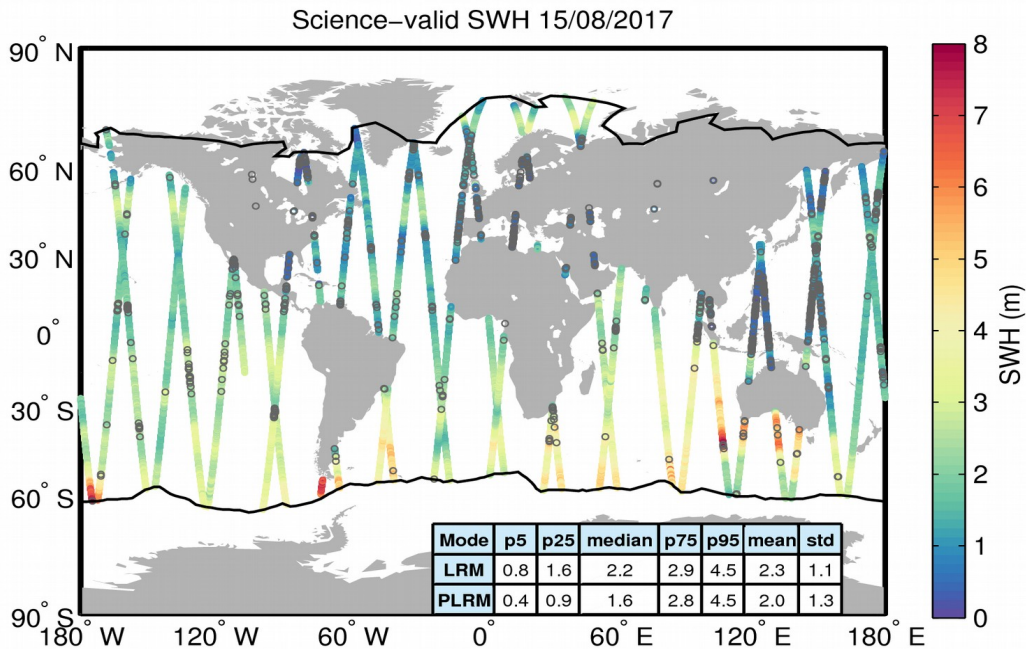 Science−valid SWH 15/08/2017
90° N
60° N
30° N
0°
30° S
60° S
90° S
180° W
120° W
60° W
0°
60° E
120° E
180° E
Mode p5 p25 median p75 p95 mean std
LRM 0.8 1.6 2.2 2.9 4.5 2.3 1.1
PLRM 0.4 0.9 1.6 2.8 4.5 2.0 1.3
8
7
6
5
4
3
2
1
0
SWH (m)